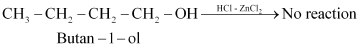 CH₃ – CH₂ – CH₂ – CH₂ – OH —HCl - ZnCl₂→ No reaction
Butan – 1 – ol